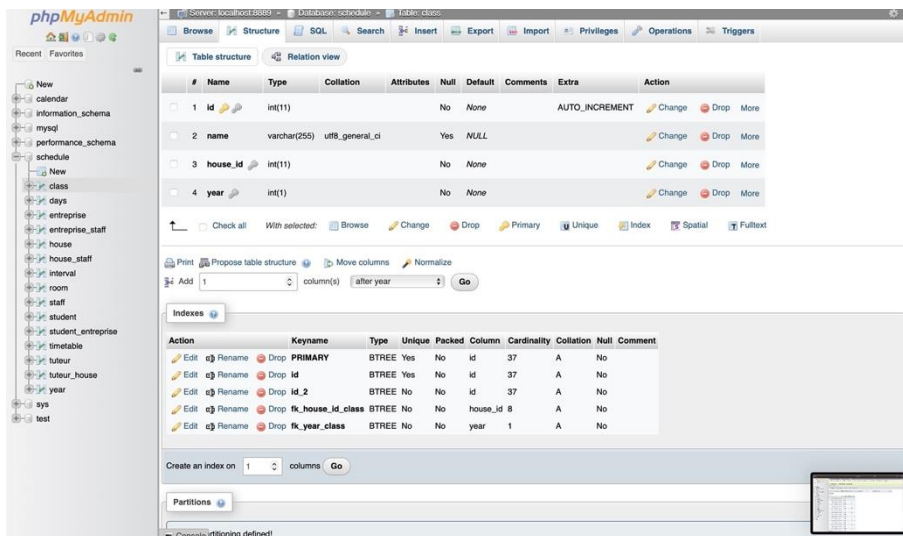 phpMyAdmin
Recent Favorites
New
calendar
information_schema
mysql
performance_schema
schedule
New
class
days
entreprise
entreprise_staff
house
house_staff
interval
room
staff
student
student_entreprise
timetable
tuteur
tuteur_house
year
sys
test
Server: localhost:8889 » Database: schedule » Table: class
Browse Structure SQL Search Insert Export Import Privileges Operations Triggers
Table structure Relation view
# Name Type Collation Attributes Null Default Comments Extra Action
1 id int(11) No None AUTO_INCREMENT Change Drop More
2 name varchar(255) utf8_general_ci Yes NULL Change Drop More
3 house_id int(11) No None Change Drop More
4 year int(1) No None Change Drop More
Check all With selected: Browse Change Drop Primary Unique Index Spatial Fulltext
Print Propose table structure Move columns Normalize
Add 1 column(s) after year Go
Indexes
Action Keyname Type Unique Packed Column Cardinality Collation Null Comment
Edit Rename Drop PRIMARY BTREE Yes No id 37 A No
Edit Rename Drop id BTREE Yes No id 37 A No
Edit Rename Drop id_2 BTREE No No id 37 A No
Edit Rename Drop fk_house_id_class BTREE No No house_id 8 A No
Edit Rename Drop fk_year_class BTREE No No year 1 A No
Create an index on 1 columns Go
Partitions
Console titioning defined!